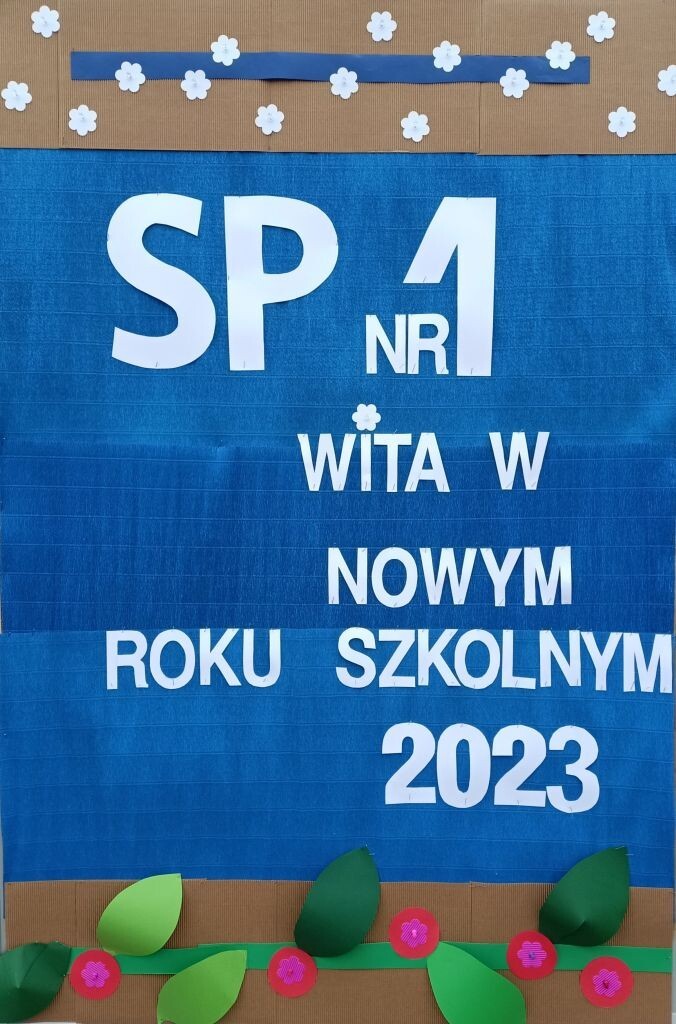 SP NR.1
WITA W
NOWYM
ROKU SZKOLNYM
2023